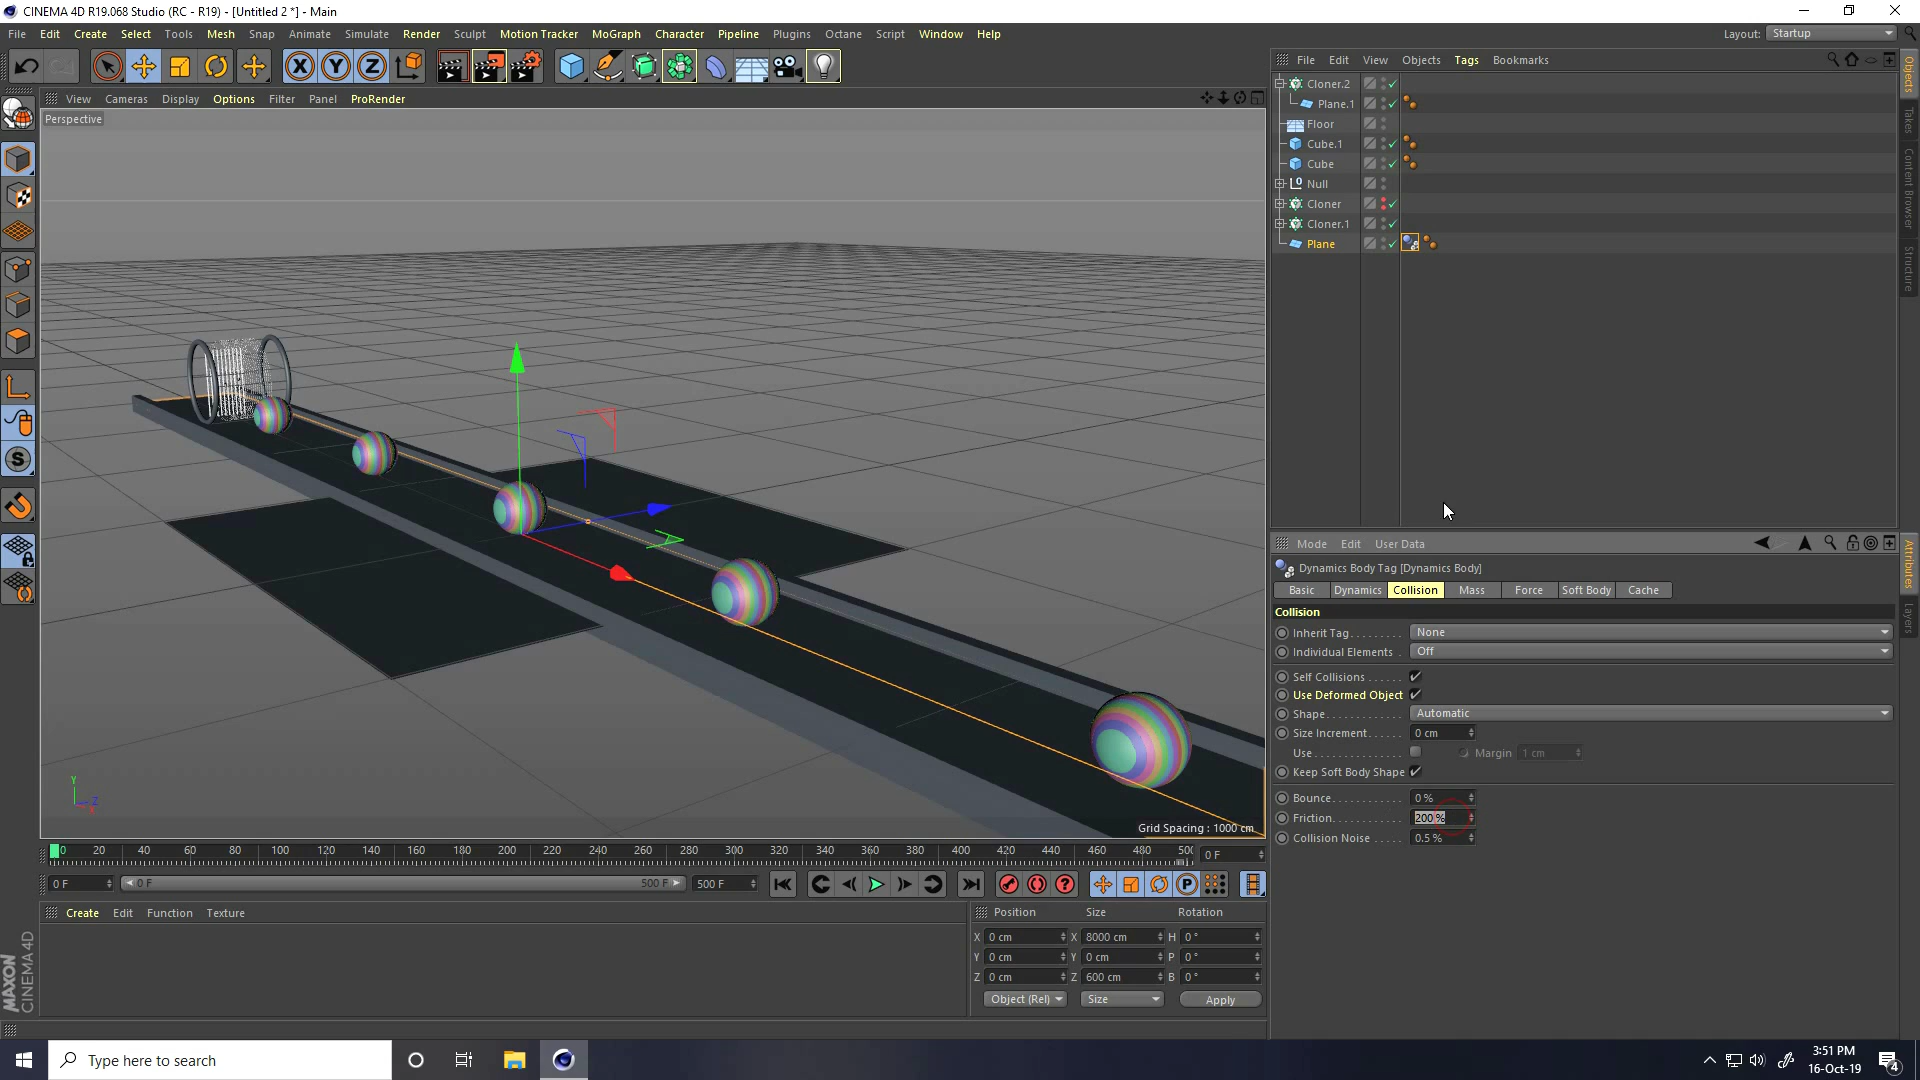 CINEMA 4D R19.068 Studio (RC - R19) - [Untitled 2 *] - Main
File Edit Create Select Tools Mesh Snap Animate Simulate Render Sculpt Motion Tracker MoGraph Character Pipeline Plugins Octane Script Window Help Layout: Startup
View Cameras Display Options Filter Panel ProRender
Perspective
File Edit View Objects Tags Bookmarks
Cloner.2
Plane.1
Floor
Cube.1
Cube
Null
Cloner
Cloner.1
Plane
Objects
Takes
Content Browser
Structure
Mode Edit User Data
Dynamics Body Tag [Dynamics Body]
Basic Dynamics Collision Mass Force Soft Body Cache
Collision
Inherit Tag. . . . . . . . . None
Individual Elements . Off
Self Collisions . . . . . .
Use Deformed Object
Shape. . . . . . . . . . . . . Automatic
Size Increment. . . . . . 0 cm
Use . . . . . . . . . . . . . . . Margin 1 cm
Keep Soft Body Shape
Bounce. . . . . . . . . . . . 0 %
Friction. . . . . . . . . . . . 200 %
Collision Noise . . . . . 0.5 %
Attributes
Layers
Grid Spacing : 1000 cm
Y
Z
X
0 20 40 60 80 100 120 140 160 180 200 220 240 260 280 300 320 340 360 380 400 420 440 460 480 500 0 F
0 F 0 F 500 F 500 F
Create Edit Function Texture
Position Size Rotation
X 0 cm X 8000 cm H 0 °
Y 0 cm Y 0 cm P 0 °
Z 0 cm Z 600 cm B 0 °
Object (Rel) Size Apply
MAXON
CINEMA 4D
Type here to search
3:51 PM
16-Oct-19
4